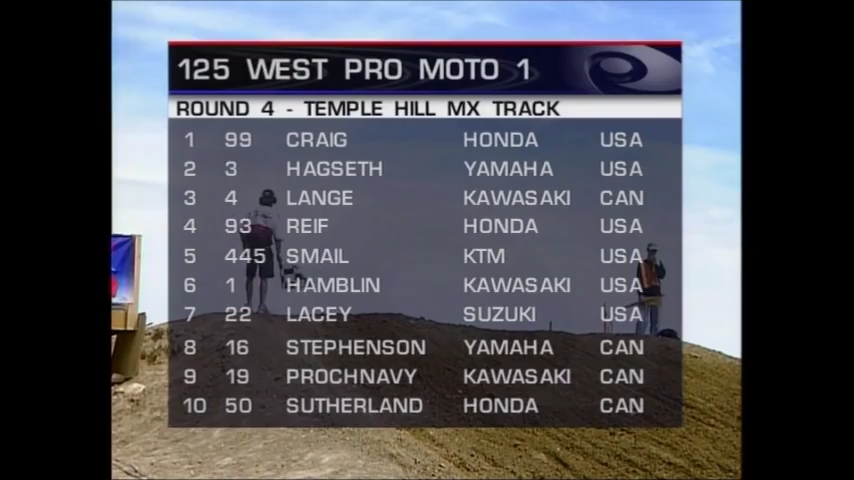 125 WEST PRO MOTO 1
ROUND 4 - TEMPLE HILL MX TRACK
1 99 CRAIG HONDA USA
2 3 HAGSETH YAMAHA USA
3 4 LANGE KAWASAKI CAN
4 93 REIF HONDA USA
5 445 SMAIL KTM USA
6 1 HAMBLIN KAWASAKI USA
7 22 LACEY SUZUKI USA
8 16 STEPHENSON YAMAHA CAN
9 19 PROCHNAVY KAWASAKI CAN
10 50 SUTHERLAND HONDA CAN